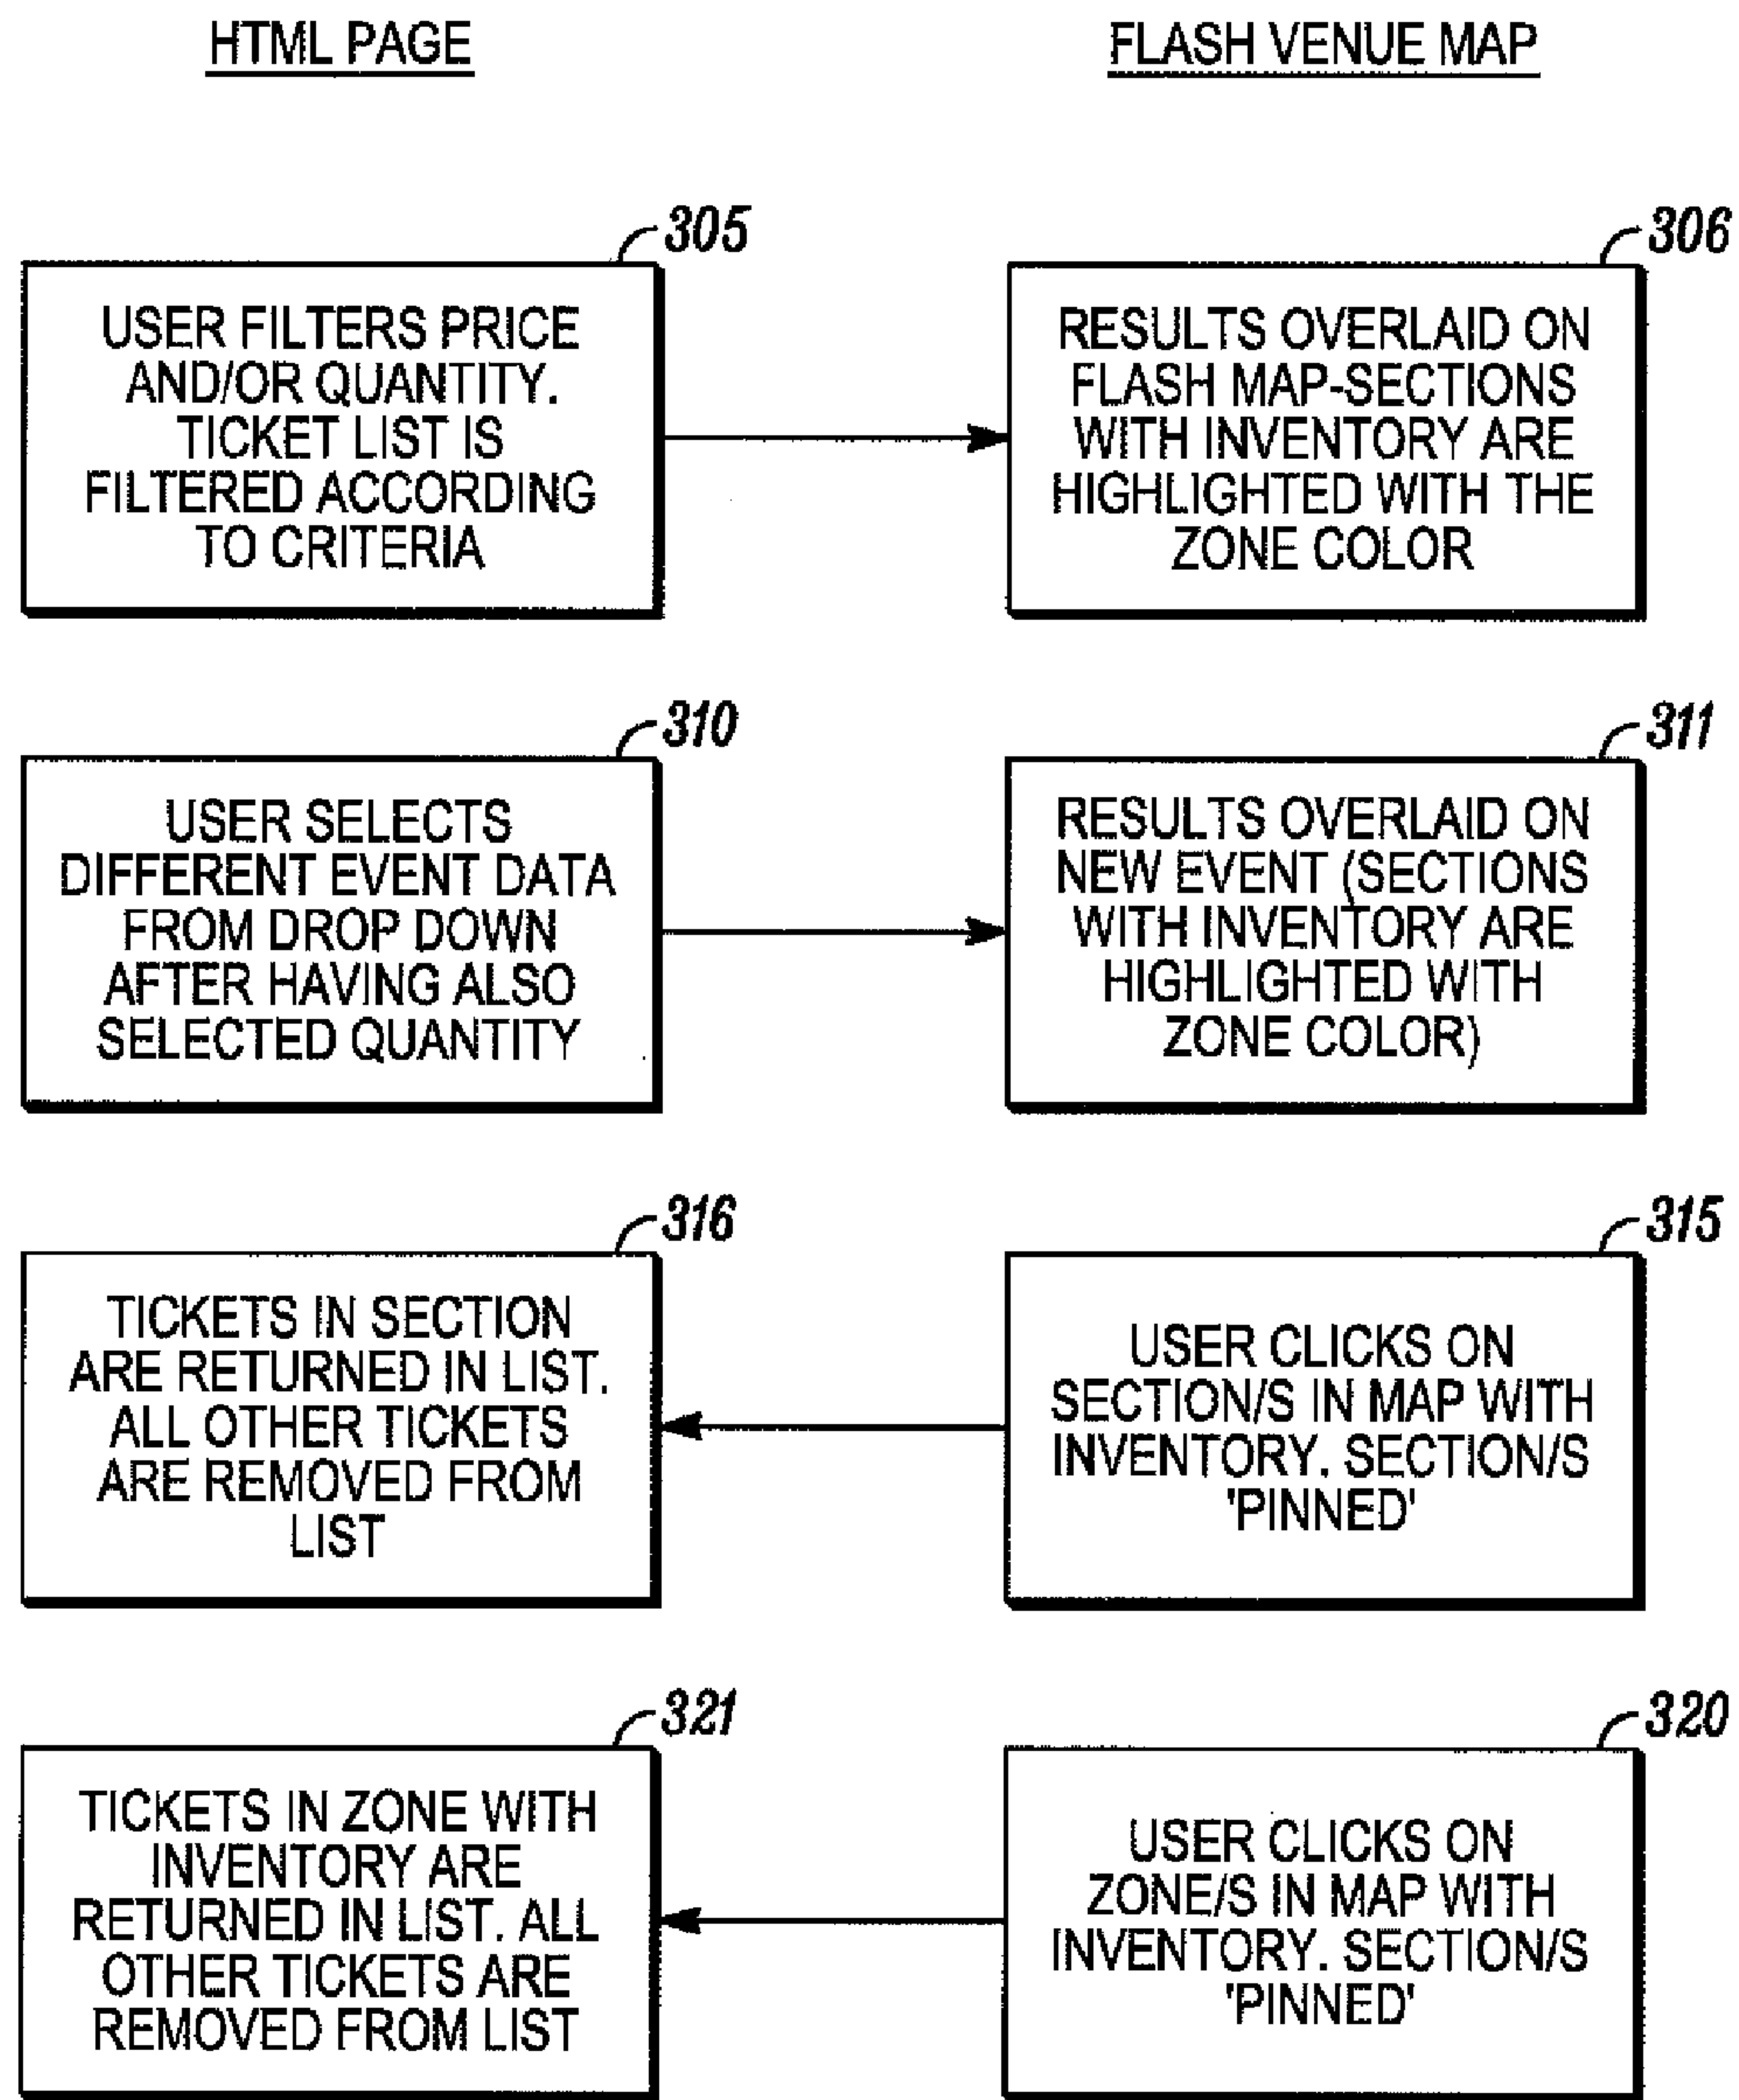 HTML PAGE
FLASH VENUE MAP
305
USER FILTERS PRICE
AND/OR QUANTITY.
TICKET LIST IS
FILTERED ACCORDING
TO CRITERIA
306
RESULTS OVERLAID ON
FLASH MAP-SECTIONS
WITH INVENTORY ARE
HIGHLIGHTED WITH THE
ZONE COLOR
310
USER SELECTS
DIFFERENT EVENT DATA
FROM DROP DOWN
AFTER HAVING ALSO
SELECTED QUANTITY
311
RESULTS OVERLAID ON
NEW EVENT (SECTIONS
WITH INVENTORY ARE
HIGHLIGHTED WITH
ZONE COLOR)
316
TICKETS IN SECTION
ARE RETURNED IN LIST.
ALL OTHER TICKETS
ARE REMOVED FROM
LIST
315
USER CLICKS ON
SECTION/S IN MAP WITH
INVENTORY. SECTION/S
'PINNED'
321
TICKETS IN ZONE WITH
INVENTORY ARE
RETURNED IN LIST. ALL
OTHER TICKETS ARE
REMOVED FROM LIST
320
USER CLICKS ON
ZONE/S IN MAP WITH
INVENTORY. SECTION/S
'PINNED'